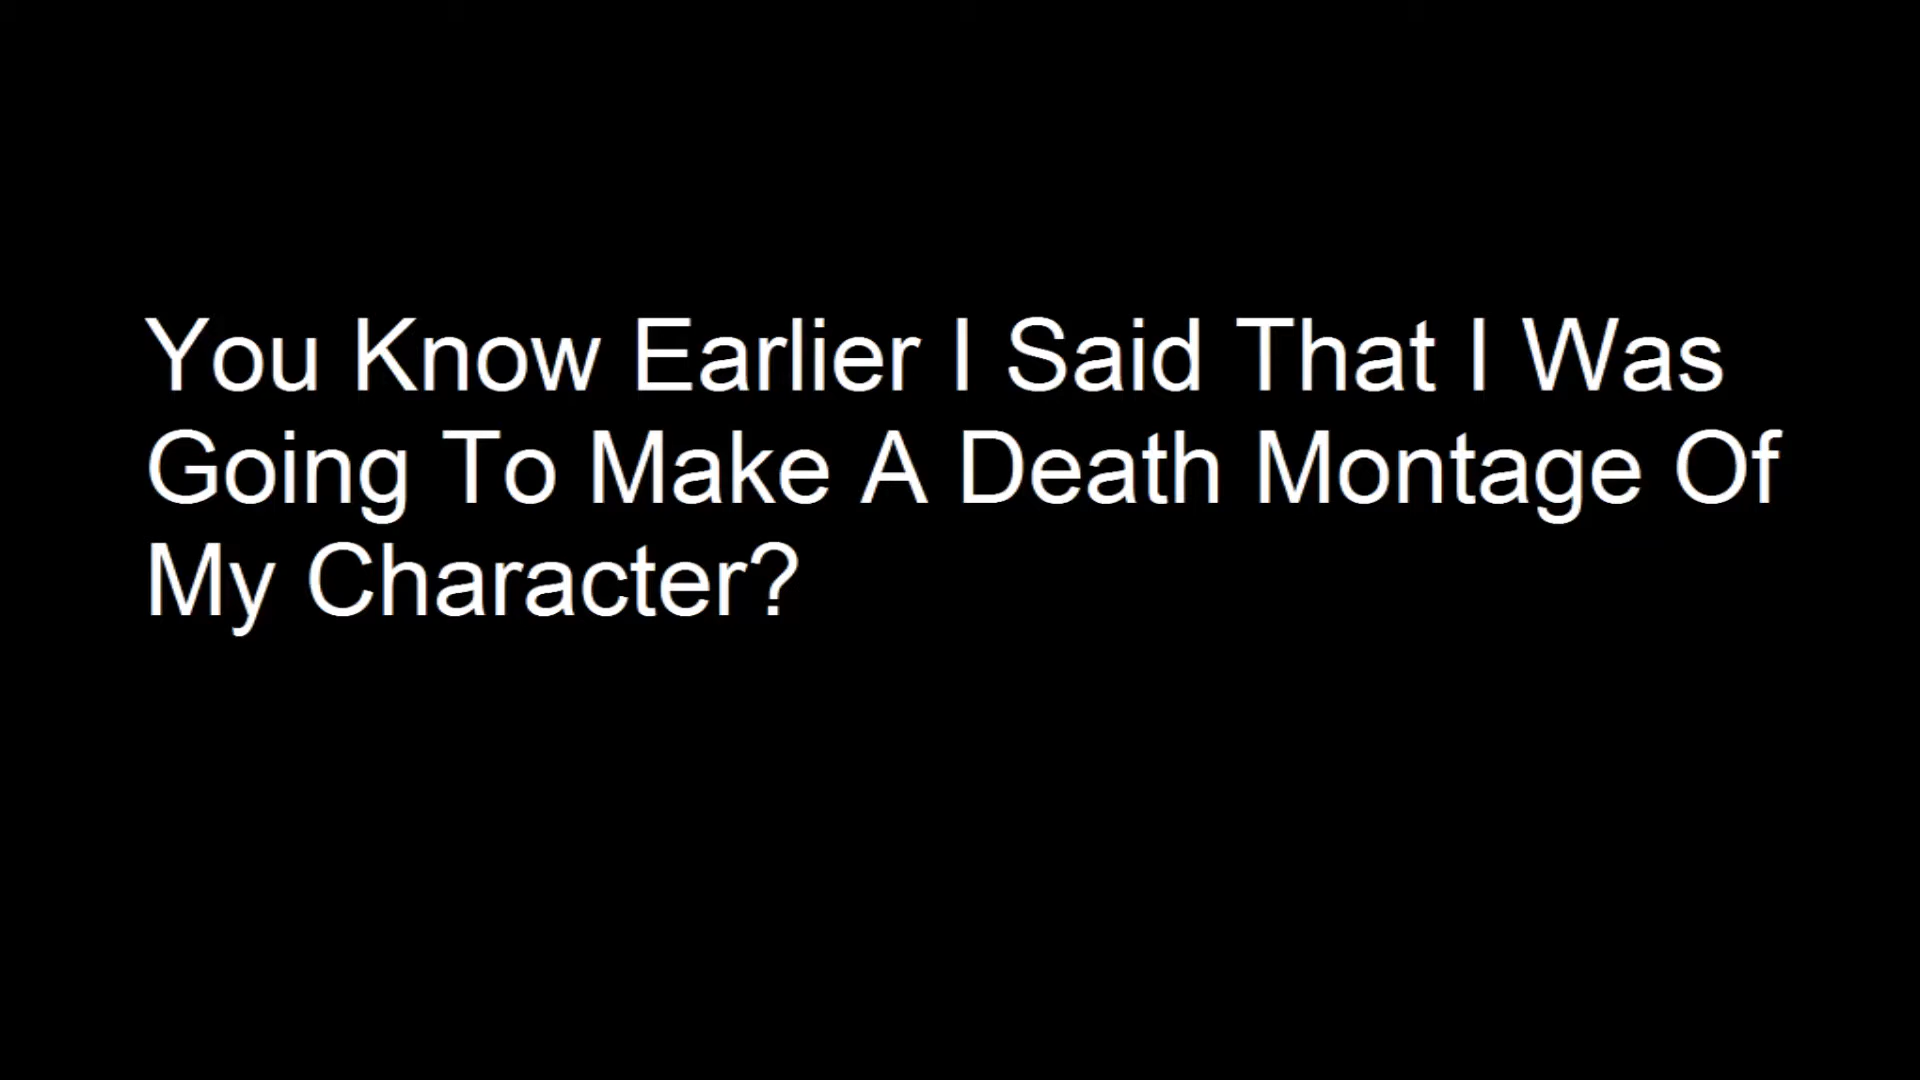 You Know Earlier I Said That I Was
Going To Make A Death Montage Of
My Character?